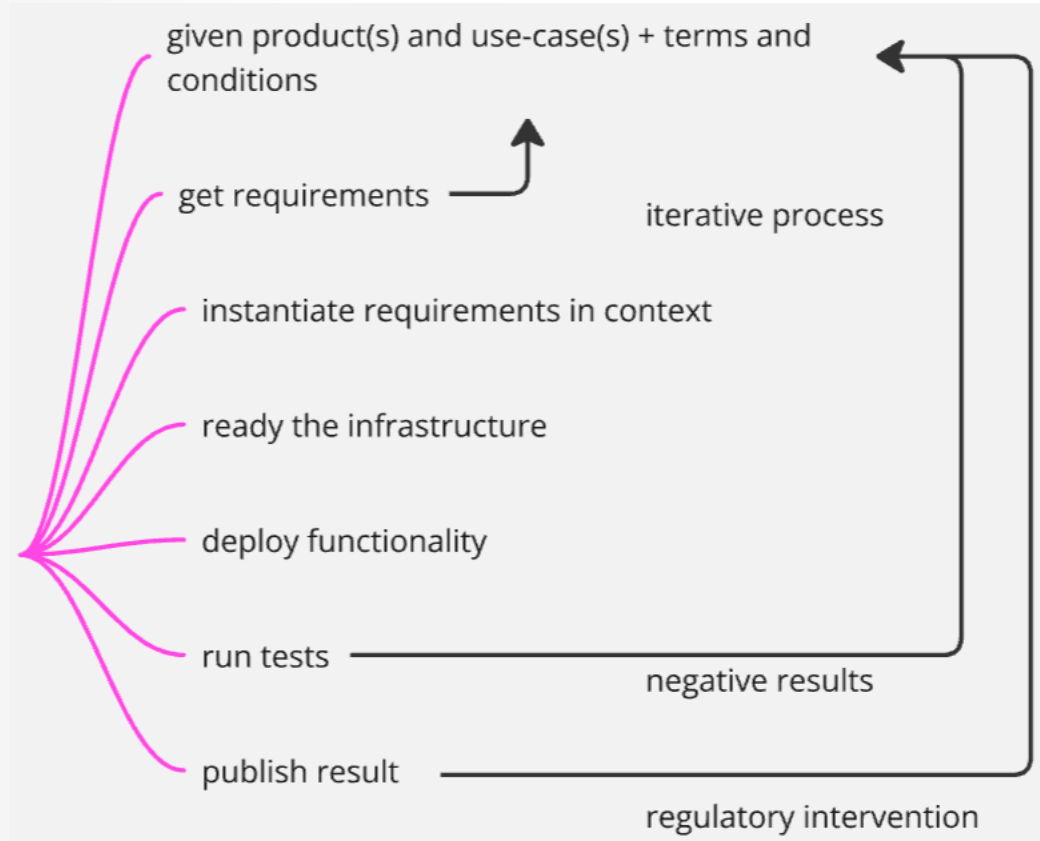 given product(s) and use-case(s) + terms and
conditions
get requirements
iterative process
instantiate requirements in context
ready the infrastructure
deploy functionality
run tests
negative results
publish result
regulatory intervention